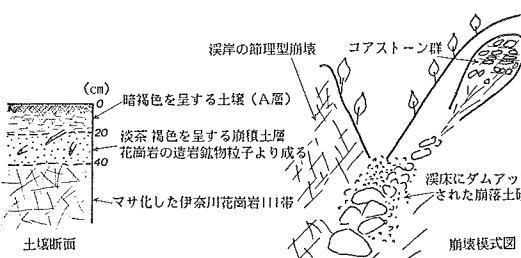 溪岸の節理型崩壊
コアストーン群
(cm)
0
暗褐色を呈する土壌(A層)
20
淡茶褐色を呈する崩積土層
花崗岩の造岩鉱物粒子より成る
40
マサ化した伊奈川花崗岩III帯
溪床にダムアッ
された崩落土
土壌断面
崩壊模式図